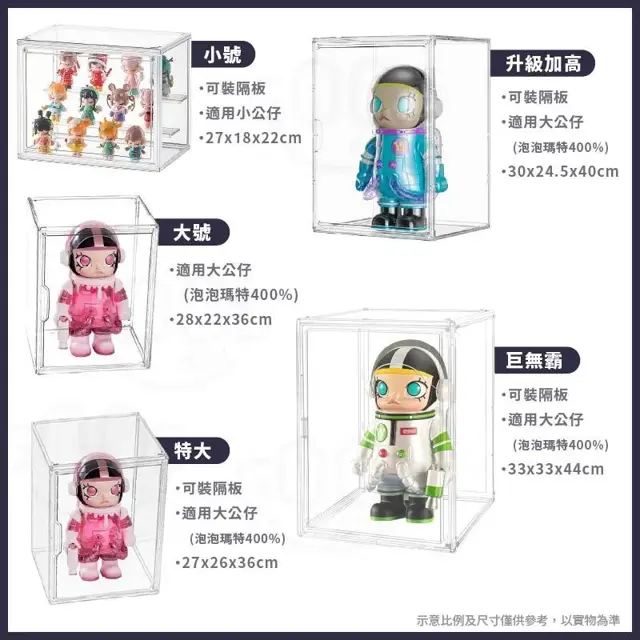 小號
•可裝隔板
•適用小公仔
•27x18x22cm
大號
•適用大公仔
(泡泡瑪特400%)
•28x22x36cm
特大
•可裝隔板
•適用大公仔
(泡泡瑪特400%)
•27x26x36cm
升級加高
•可裝隔板
•適用大公仔
(泡泡瑪特400%)
•30x24.5x40cm
巨無霸
•可裝隔板
•適用大公仔
(泡泡瑪特400%)
•33x33x44cm
示意比例及尺寸僅供參考，以實物為準